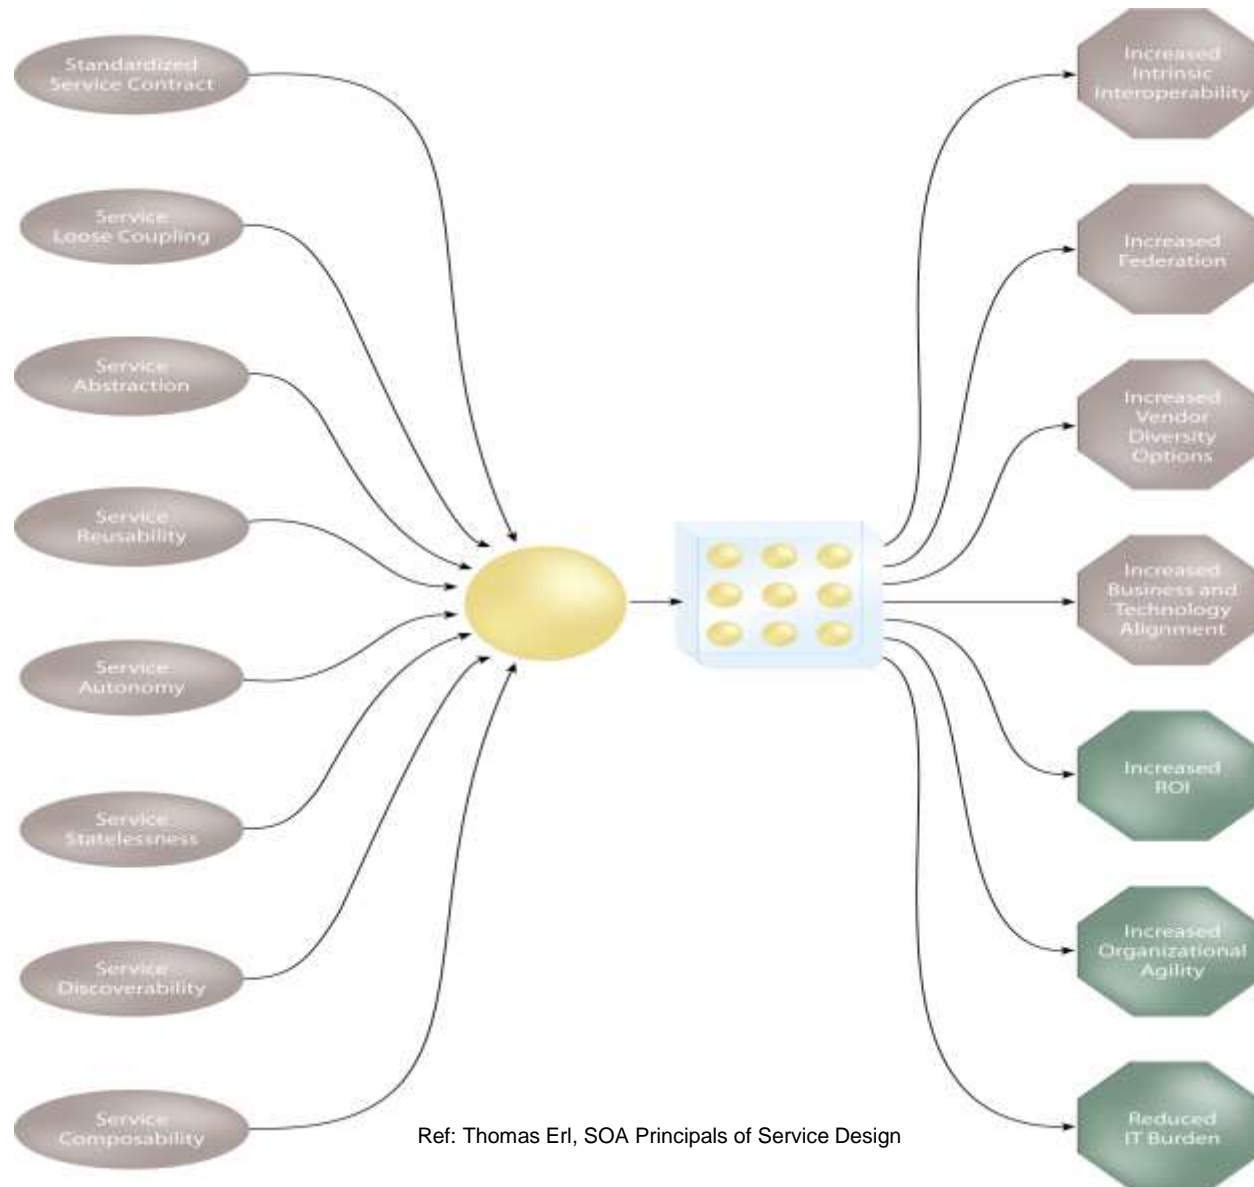 Standardized
Service Contract
Service
Loose Coupling
Service
Abstraction
Service
Reusability
Service
Autonomy
Service
Statelessness
Service
Discoverability
Service
Composability
Increased
Intrinsic
Interoperability
Increased
Federation
Increased
Vendor
Diversity
Options
Increased
Business and
Technology
Alignment
Increased
ROI
Increased
Organizational
Agility
Reduced
IT Burden
Ref: Thomas Erl, SOA Principals of Service Design